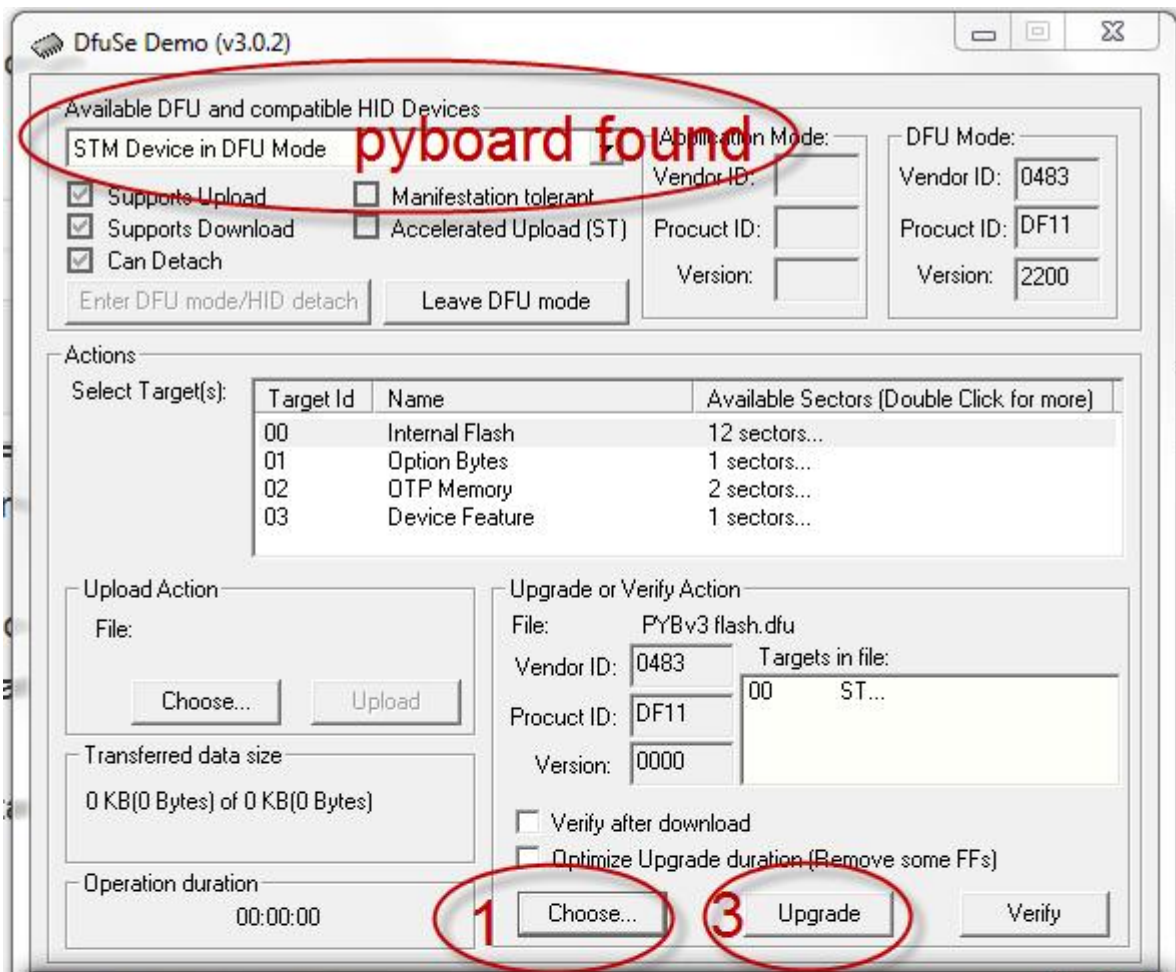 DfuSe Demo (v3.0.2)
Available DFU and compatible HID Devices
STM Device in DFU Mode
pyboard found
Supports Upload
Manifestation tolerant
Supports Download
Accelerated Upload (ST)
Can Detach
Enter DFU mode/HID detach
Leave DFU mode
Application Mode:
Vendor ID:
Procuct ID:
Version:
DFU Mode:
Vendor ID: 0483
Procuct ID: DF11
Version: 2200
Actions
Select Target(s):
Target Id Name Available Sectors (Double Click for more)
00 Internal Flash 12 sectors...
01 Option Bytes 1 sectors...
02 OTP Memory 2 sectors...
03 Device Feature 1 sectors...
Upload Action
File:
Choose... Upload
Transferred data size
0 KB(0 Bytes) of 0 KB(0 Bytes)
Operation duration
00:00:00
Upgrade or Verify Action
File: PYBv3 flash.dfu
Vendor ID: 0483
Procuct ID: DF11
Version: 0000
Targets in file:
00 ST...
Verify after download
Optimize Upgrade duration (Remove some FFs)
1 Choose... 3 Upgrade Verify